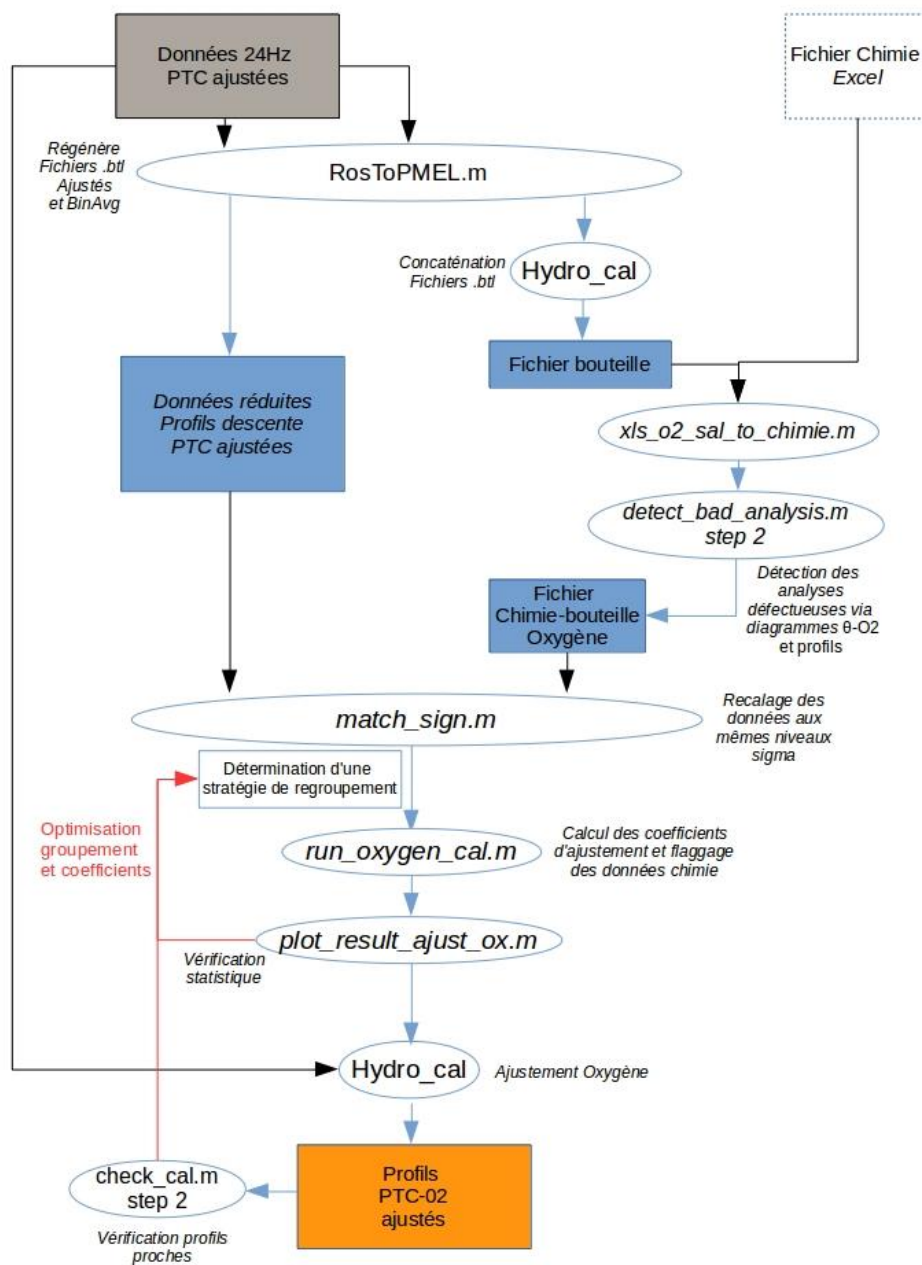 Données 24Hz
PTC ajustées
Fichier Chimie
Excel
Régénère
Fichiers .btl
Ajustés
et BinAvg
RosToPMEL.m
Concaténation
Fichiers .btl
Hydro_cal
Fichier bouteille
Données réduites
Profils descente
PTC ajustées
xls_o2_sal_to_chimie.m
detect_bad_analysis.m
step 2
Détection des
analyses
défectueuses via
diagrammes θ-O2
et profils
Fichier
Chimie-bouteille
Oxygène
match_sign.m
Recalage des
données aux
mêmes niveaux
sigma
Détermination d'une
stratégie de regroupement
Optimisation
groupement
et coefficients
run_oxygen_cal.m
Calcul des coefficients
d'ajustement et flaggage
des données chimie
plot_result_ajust_ox.m
Vérification
statistique
Hydro_cal
Ajustement Oxygène
Profils
PTC-02
ajustés
check_cal.m
step 2
Vérification profils
proches